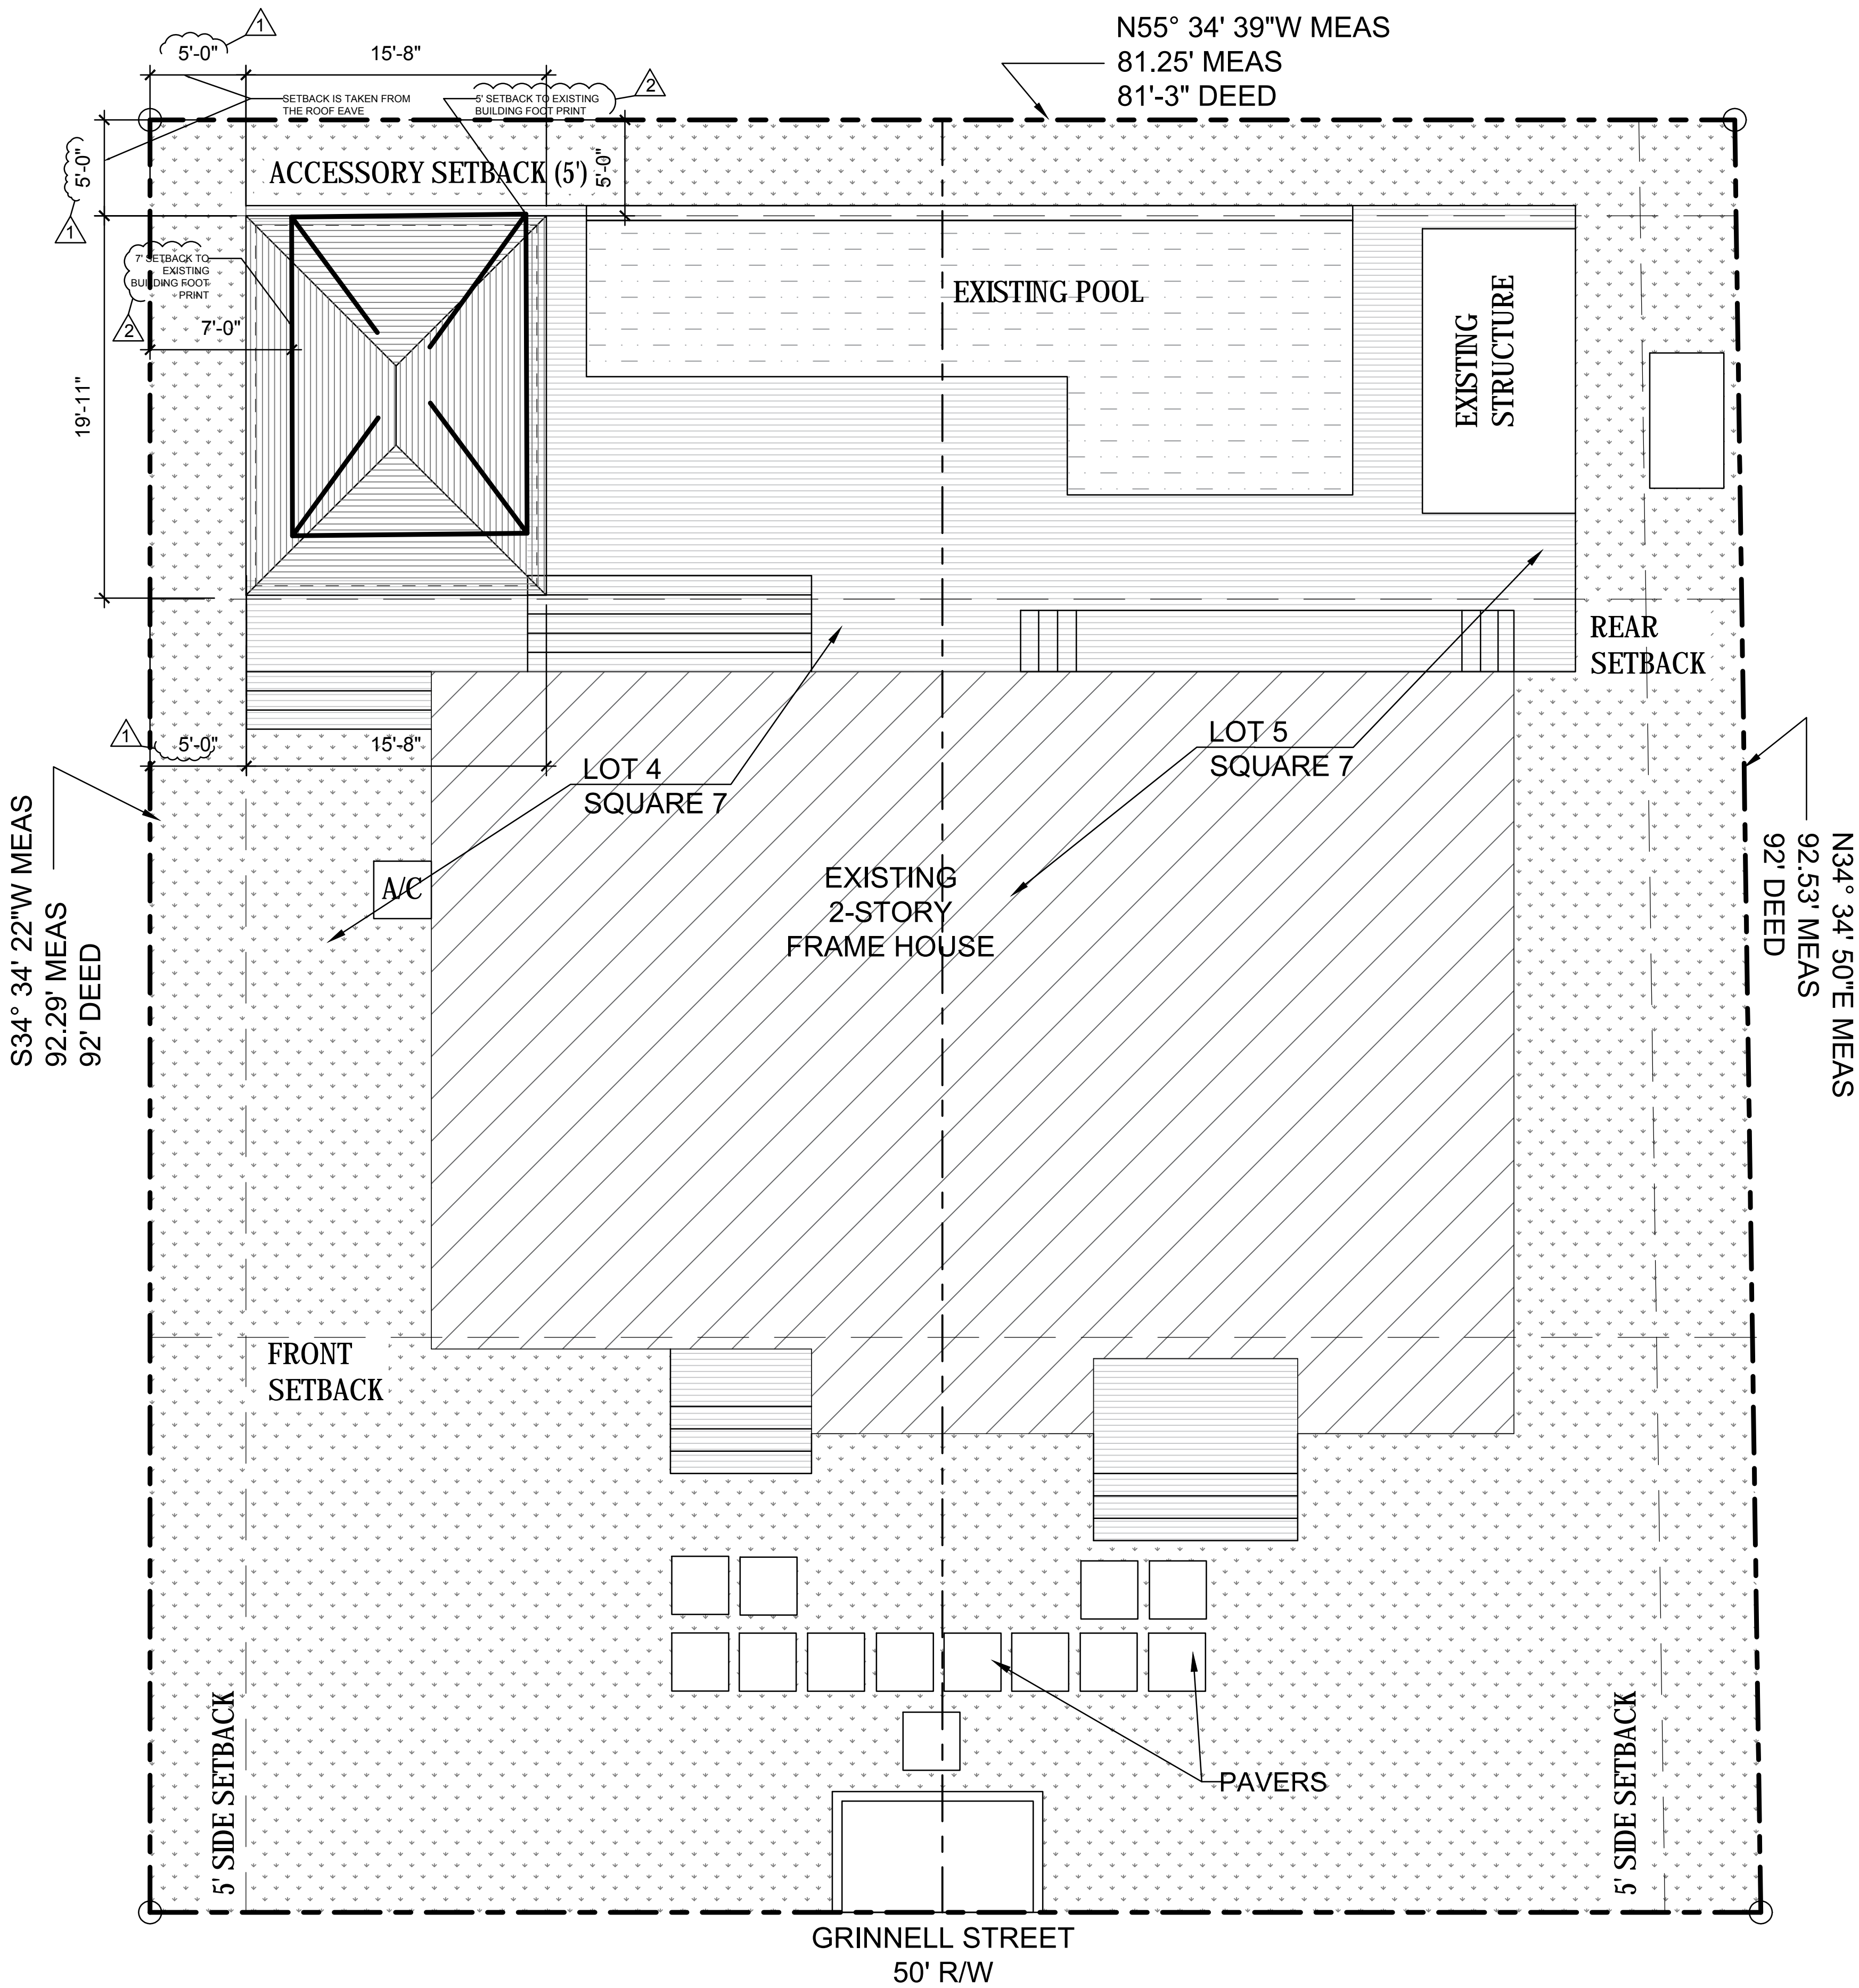 N55° 34' 39"W MEAS
81.25' MEAS
81'-3" DEED
1
5'-0"
15'-8"
2
SETBACK IS TAKEN FROM
THE ROOF EAVE
5' SETBACK TO EXISTING
BUILDING FOOT PRINT
5'-0"
1
ACCESSORY SETBACK (5')
5'-0"
7' SETBACK TO
EXISTING
BUILDING FOOT
PRINT
2
7'-0"
19'-11"
EXISTING POOL
EXISTING
STRUCTURE
REAR
SETBACK
1
5'-0"
15'-8"
LOT 4
SQUARE 7
LOT 5
SQUARE 7
A/C
EXISTING
2-STORY
FRAME HOUSE
S34° 34' 22"W MEAS
92.29' MEAS
92' DEED
N34° 34' 50"E MEAS
92.53' MEAS
92' DEED
FRONT
SETBACK
5' SIDE SETBACK
5' SIDE SETBACK
PAVERS
GRINNELL STREET
50' R/W